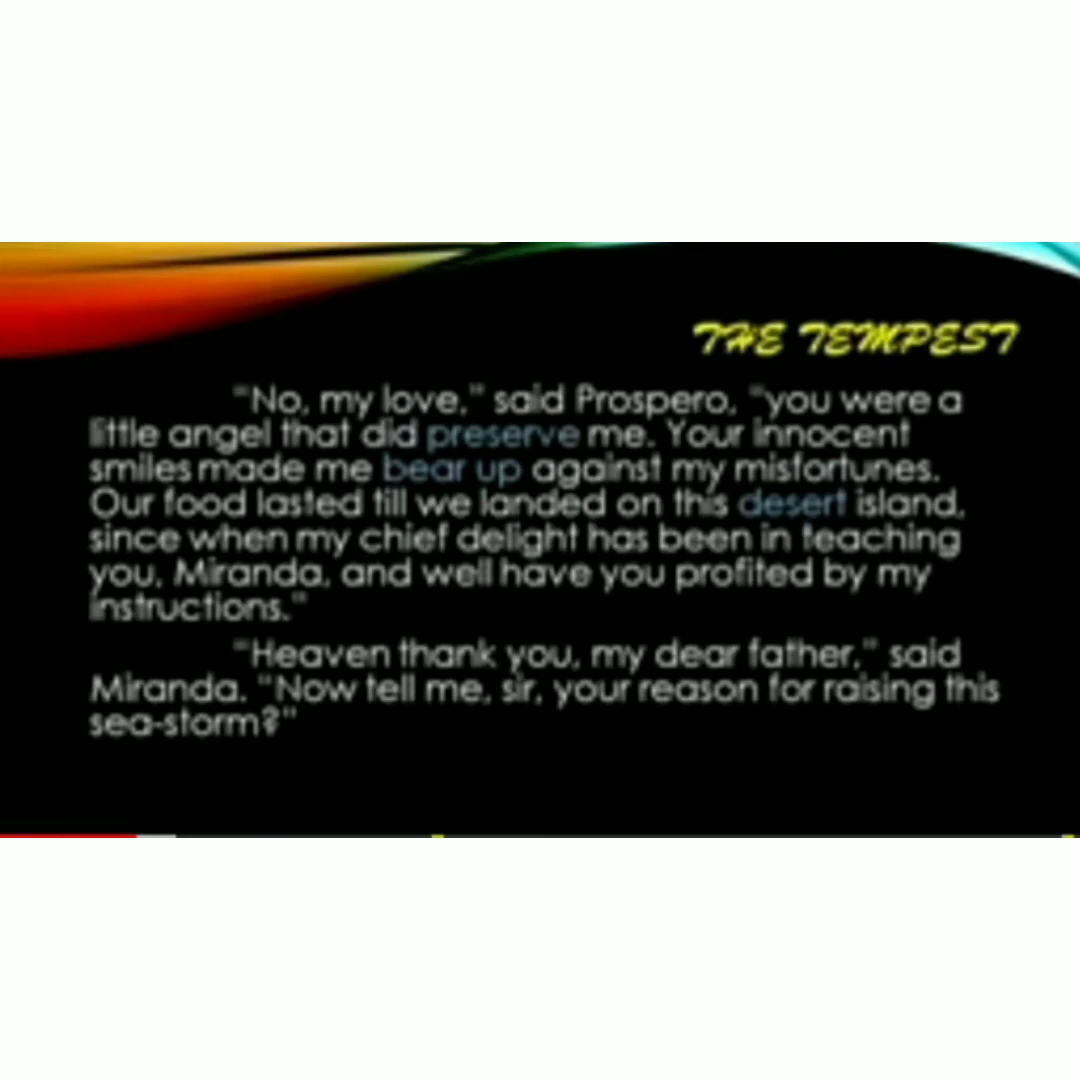 THE TEMPEST
"No, my love," said Prospero, "you were a
little angel that did preserve me. Your innocent
smiles made me bear up against my misfortunes.
Our food lasted till we landed on this desert island,
since when my chief delight has been in teaching
you, Miranda, and well have you profited by my
instructions."
"Heaven thank you, my dear father," said
Miranda. "Now tell me, sir, your reason for raising this
sea-storm?"